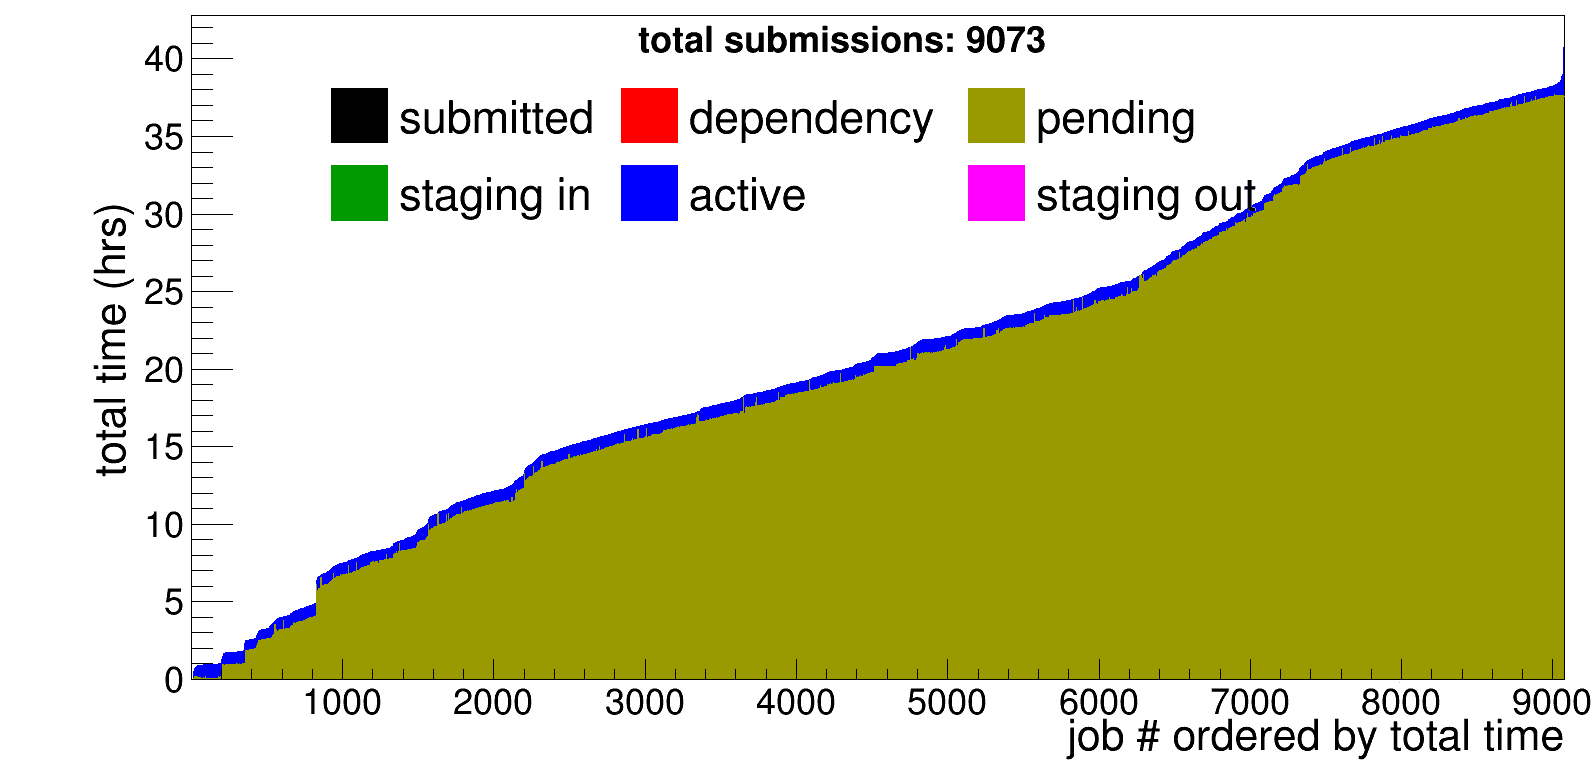 total submissions: 9073
submitted dependency pending
staging in active staging out
total time (hrs)
40
35
30
25
20
15
10
5
0
1000 2000 3000 4000 5000 6000 7000 8000 9000
job # ordered by total time